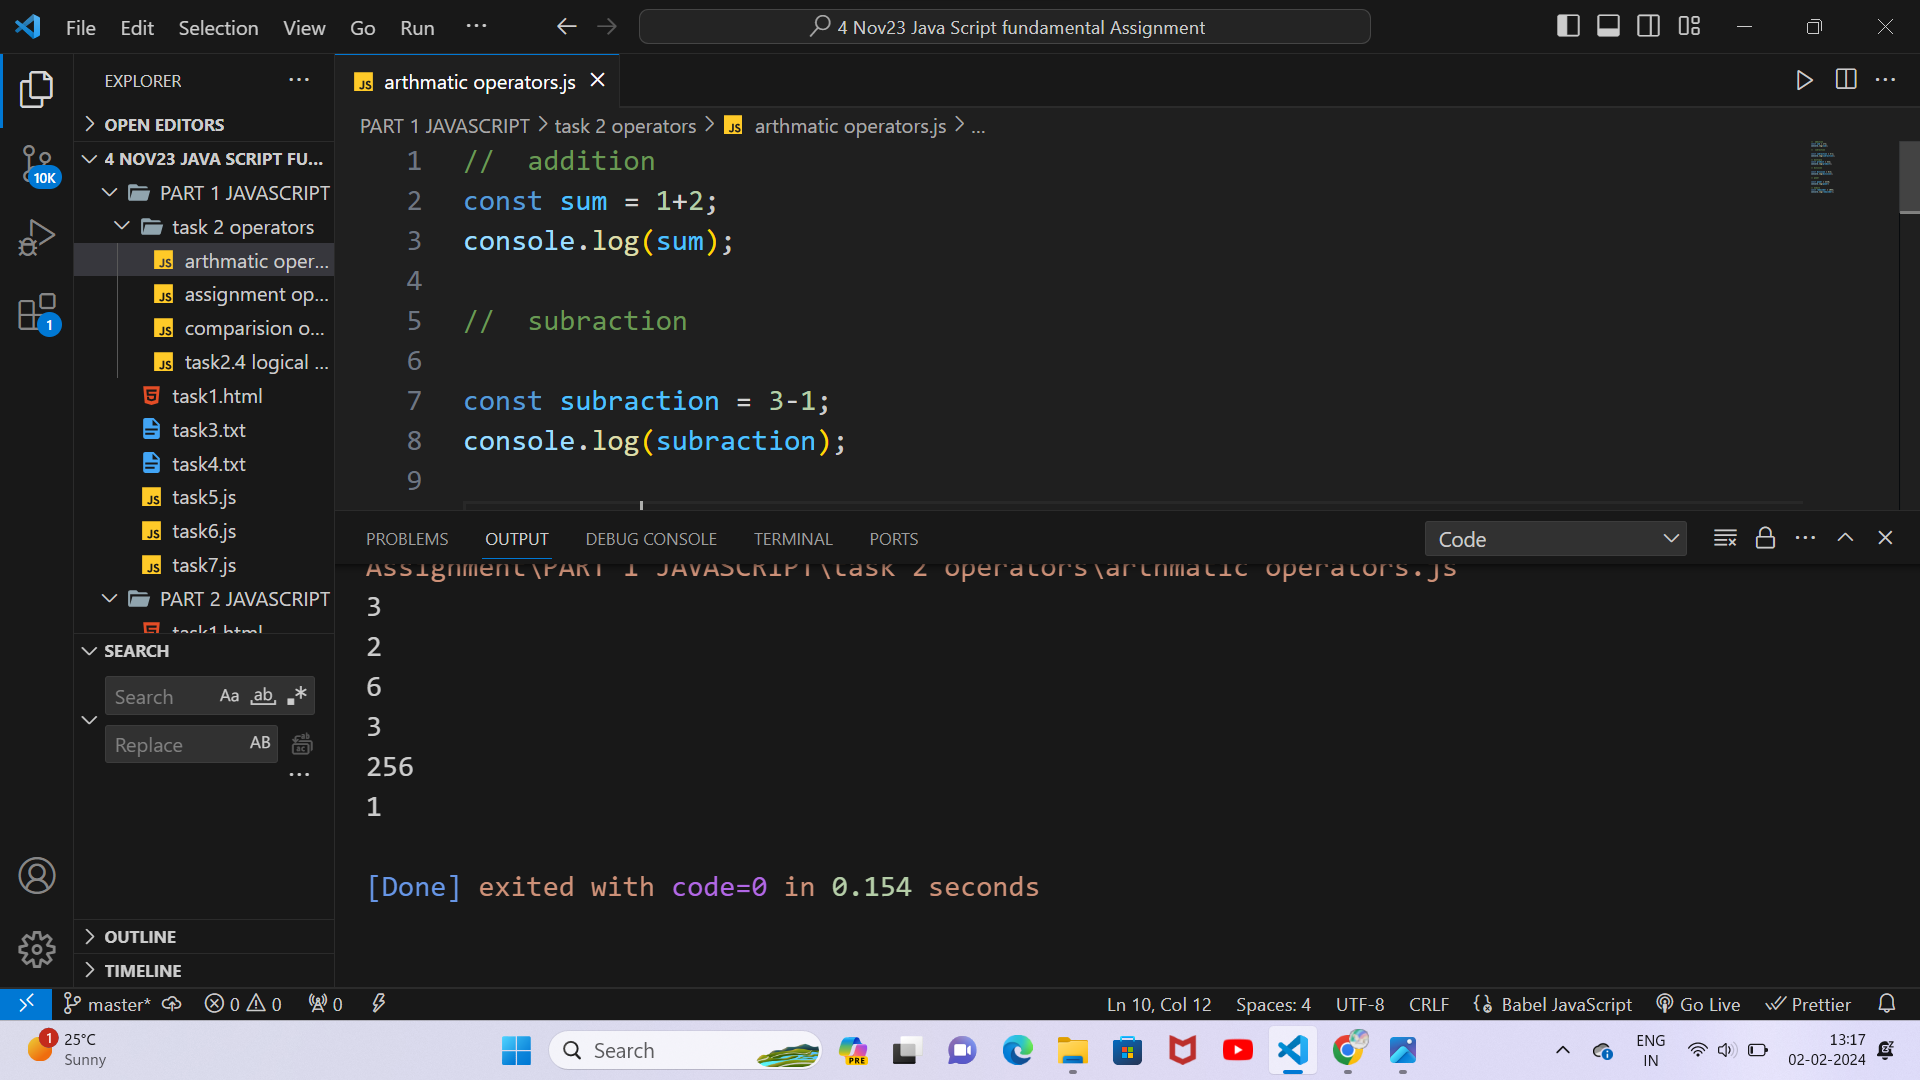 File Edit Selection View Go Run ...
4 Nov23 Java Script fundamental Assignment
EXPLORER
OPEN EDITORS
4 NOV23 JAVA SCRIPT FU...
PART 1 JAVASCRIPT
task 2 operators
arthmatic oper...
assignment op...
comparision o...
task2.4 logical ...
task1.html
task3.txt
task4.txt
task5.js
task6.js
task7.js
PART 2 JAVASCRIPT
task1.html
SEARCH
Search Aa ab *
Replace AB
...
OUTLINE
TIMELINE
10K
1
arthmatic operators.js
PART 1 JAVASCRIPT > task 2 operators > JS arthmatic operators.js > ...
1 // addition
2 const sum = 1+2;
3 console.log(sum);
4
5 // subraction
6
7 const subraction = 3-1;
8 console.log(subraction);
9
PROBLEMS OUTPUT DEBUG CONSOLE TERMINAL PORTS
Code
Assignment\PART 1 JAVASCRIPT\task 2 operators\arthmatic operators.js
3
2
6
3
256
1
[Done] exited with code=0 in 0.154 seconds
master* 0 0 0 Ln 10, Col 12 Spaces: 4 UTF-8 CRLF Babel JavaScript Go Live Prettier
1
25°C
Sunny
Search
PRE
ENG
IN
13:17
02-02-2024